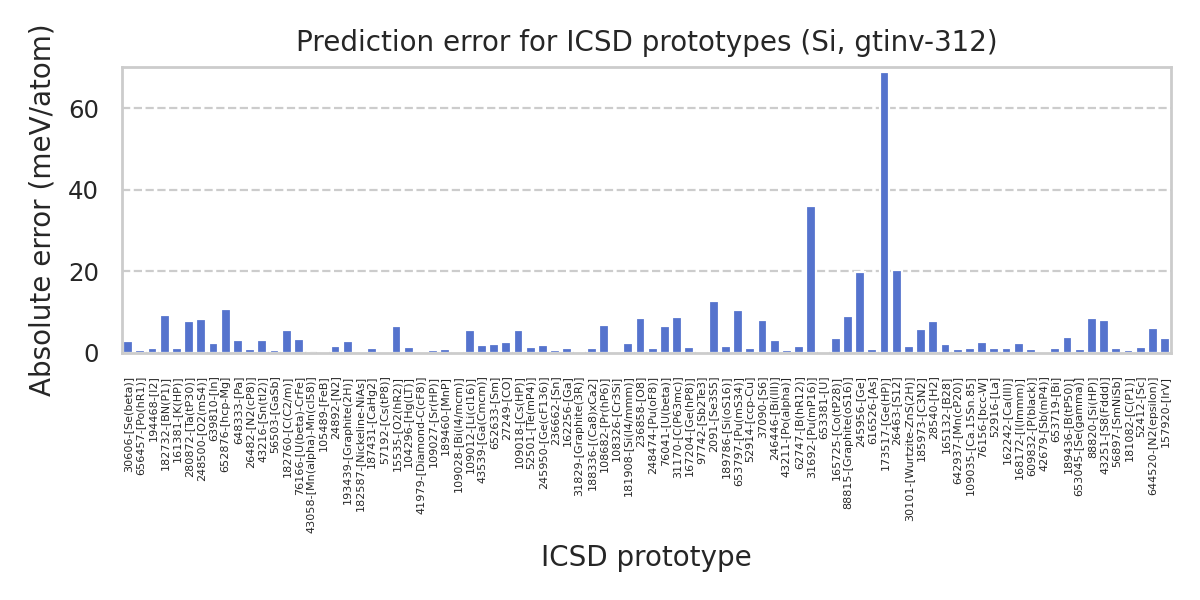 Prediction error for ICSD prototypes (Si, gtinv-312)
Absolute error (meV/atom)
60
40
20
0
30606-[Se(beta)]
656457-[Po(hR1)]
194468-[I2]
182732-[BN(P1)]
16381-[K(HP)]
280872-[Ta(tP30)]
248500-[O2(mS4)]
639810-[In]
652876-[hcp-Mg]
64833-[Pa]
26482-[N2(cP8)]
43216-[Sn(tI2)]
56503-[GaSb]
182760-[C(C2/m)]
76166-[U(beta)-CrFe]
43058-[Mn(alpha)-Mn(cI58)]
105489-[FeB]
24892-[N2]
193439-[Graphite(2H)]
182587-[Nickeline-NiAs]
187431-[CaHg2]
57192-[Cs(tP8)]
15535-[O2(hR2)]
104296-[Hg(LT)]
41979-[Diamond-C(cF8)]
109027-[Sr(HP)]
189460-[MnP]
109028-[Bi(I4/mcm)]
109012-[Li(cI16)]
43539-[Ga(Cmcm)]
652633-[Sm]
27249-[CO]
109018-[Cs(HP)]
52501-[Te(mP4)]
245950-[Ge(cF136)]
236662-[Sn]
162256-[Ga]
31829-[Graphite(3R)]
188336-[(Ca8)xCa2]
108682-[Pr(hP6)]
108326-[Cr3Si]
181908-[Si(I4/mmm)]
236858-[O8]
248474-[Pu(oF8)]
76041-[U(beta)]
31170-[C(P63mc)]
167204-[Ge(hP8)]
97742-[Sb2Te3]
2091-[Se3S5]
189786-[Si(oS16)]
653797-[Pu(mS34)]
52914-[ccp-Cu]
37090-[S6]
246446-[Bi(III)]
43211-[Po(alpha)]
62747-[B(hR12)]
31692-[Pu(mP16)]
653381-[U]
165725-[Co(tP28)]
88815-[Graphite(oS16)]
245956-[Ge]
616526-[As]
173517-[Ge(HP)]
26463-[S12]
30101-[Wurtzite-ZnS(2H)]
185973-[C3N2]
28540-[H2]
165132-[B28]
642937-[Mn(cP20)]
109035-[Ca.15Sn.85]
76156-[bcc-W]
52916-[La]
162242-[Ca(III)]
168172-[I(Immm)]
609832-[P(black)]
42679-[Sb(mP4)]
653719-[Bi]
189436-[B(tP50)]
653045-[Se(gamma)]
88820-[Si(HP)]
43251-[S8(Fddd)]
56897-[SmNiSb]
181082-[C(P1)]
52412-[Sc]
644520-[N2(epsilon)]
157920-[IrV]
ICSD prototype